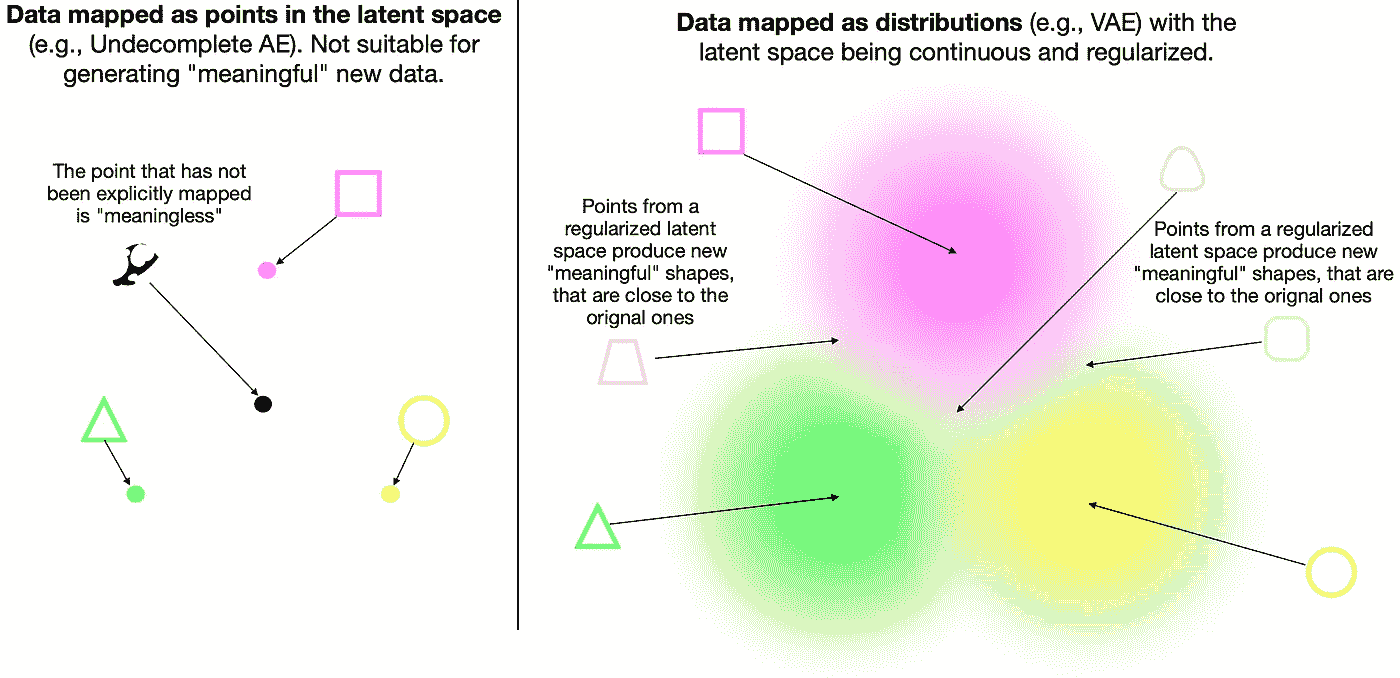 Data mapped as points in the latent space
(e.g., Undecomplete AE). Not suitable for
generating "meaningful" new data.
The point that has not
been explicitly mapped
is "meaningless"
Data mapped as distributions (e.g., VAE) with the
latent space being continuous and regularized.
Points from a
regularized latent
space produce new
"meaningful" shapes,
that are close to the
orignal ones
Points from a regularized
latent space produce new
"meaningful" shapes, that are
close to the orignal ones